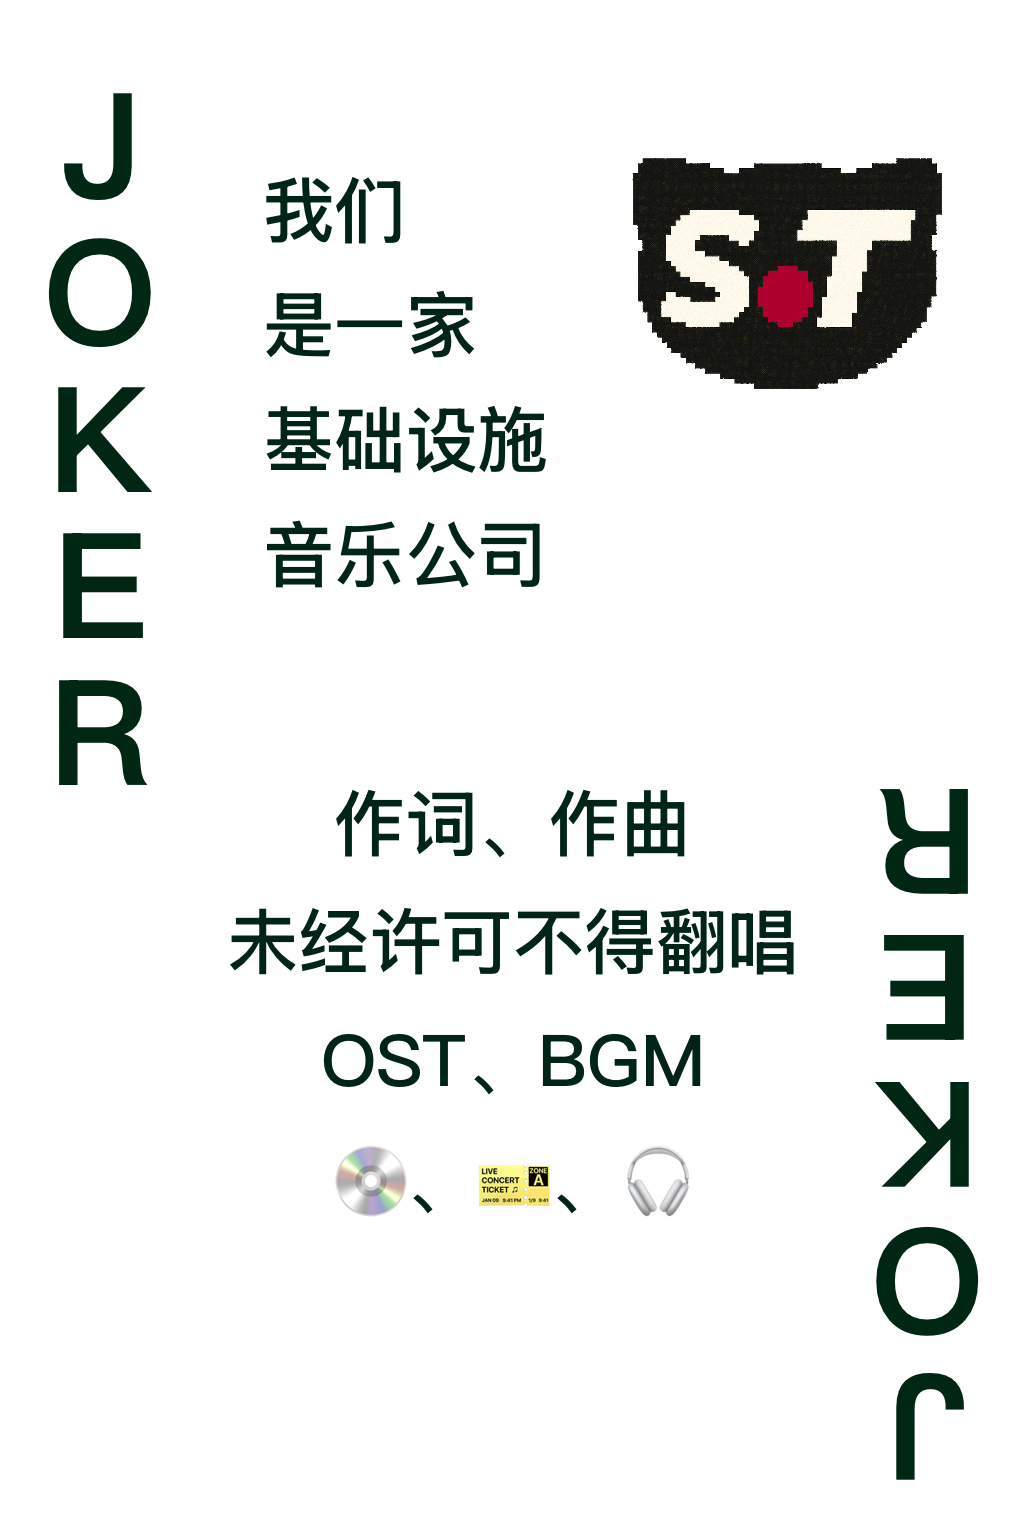 JOKER
我们
是一家
基础设施
音乐公司
S.T
作词、作曲
未经许可不得翻唱
OST、BGM
💿、🎫、🎧
LIVE
CONCERT
TICKET ♫
JAN 09 9:41 PM
ZONE
A
1/9 9:41
JOKER